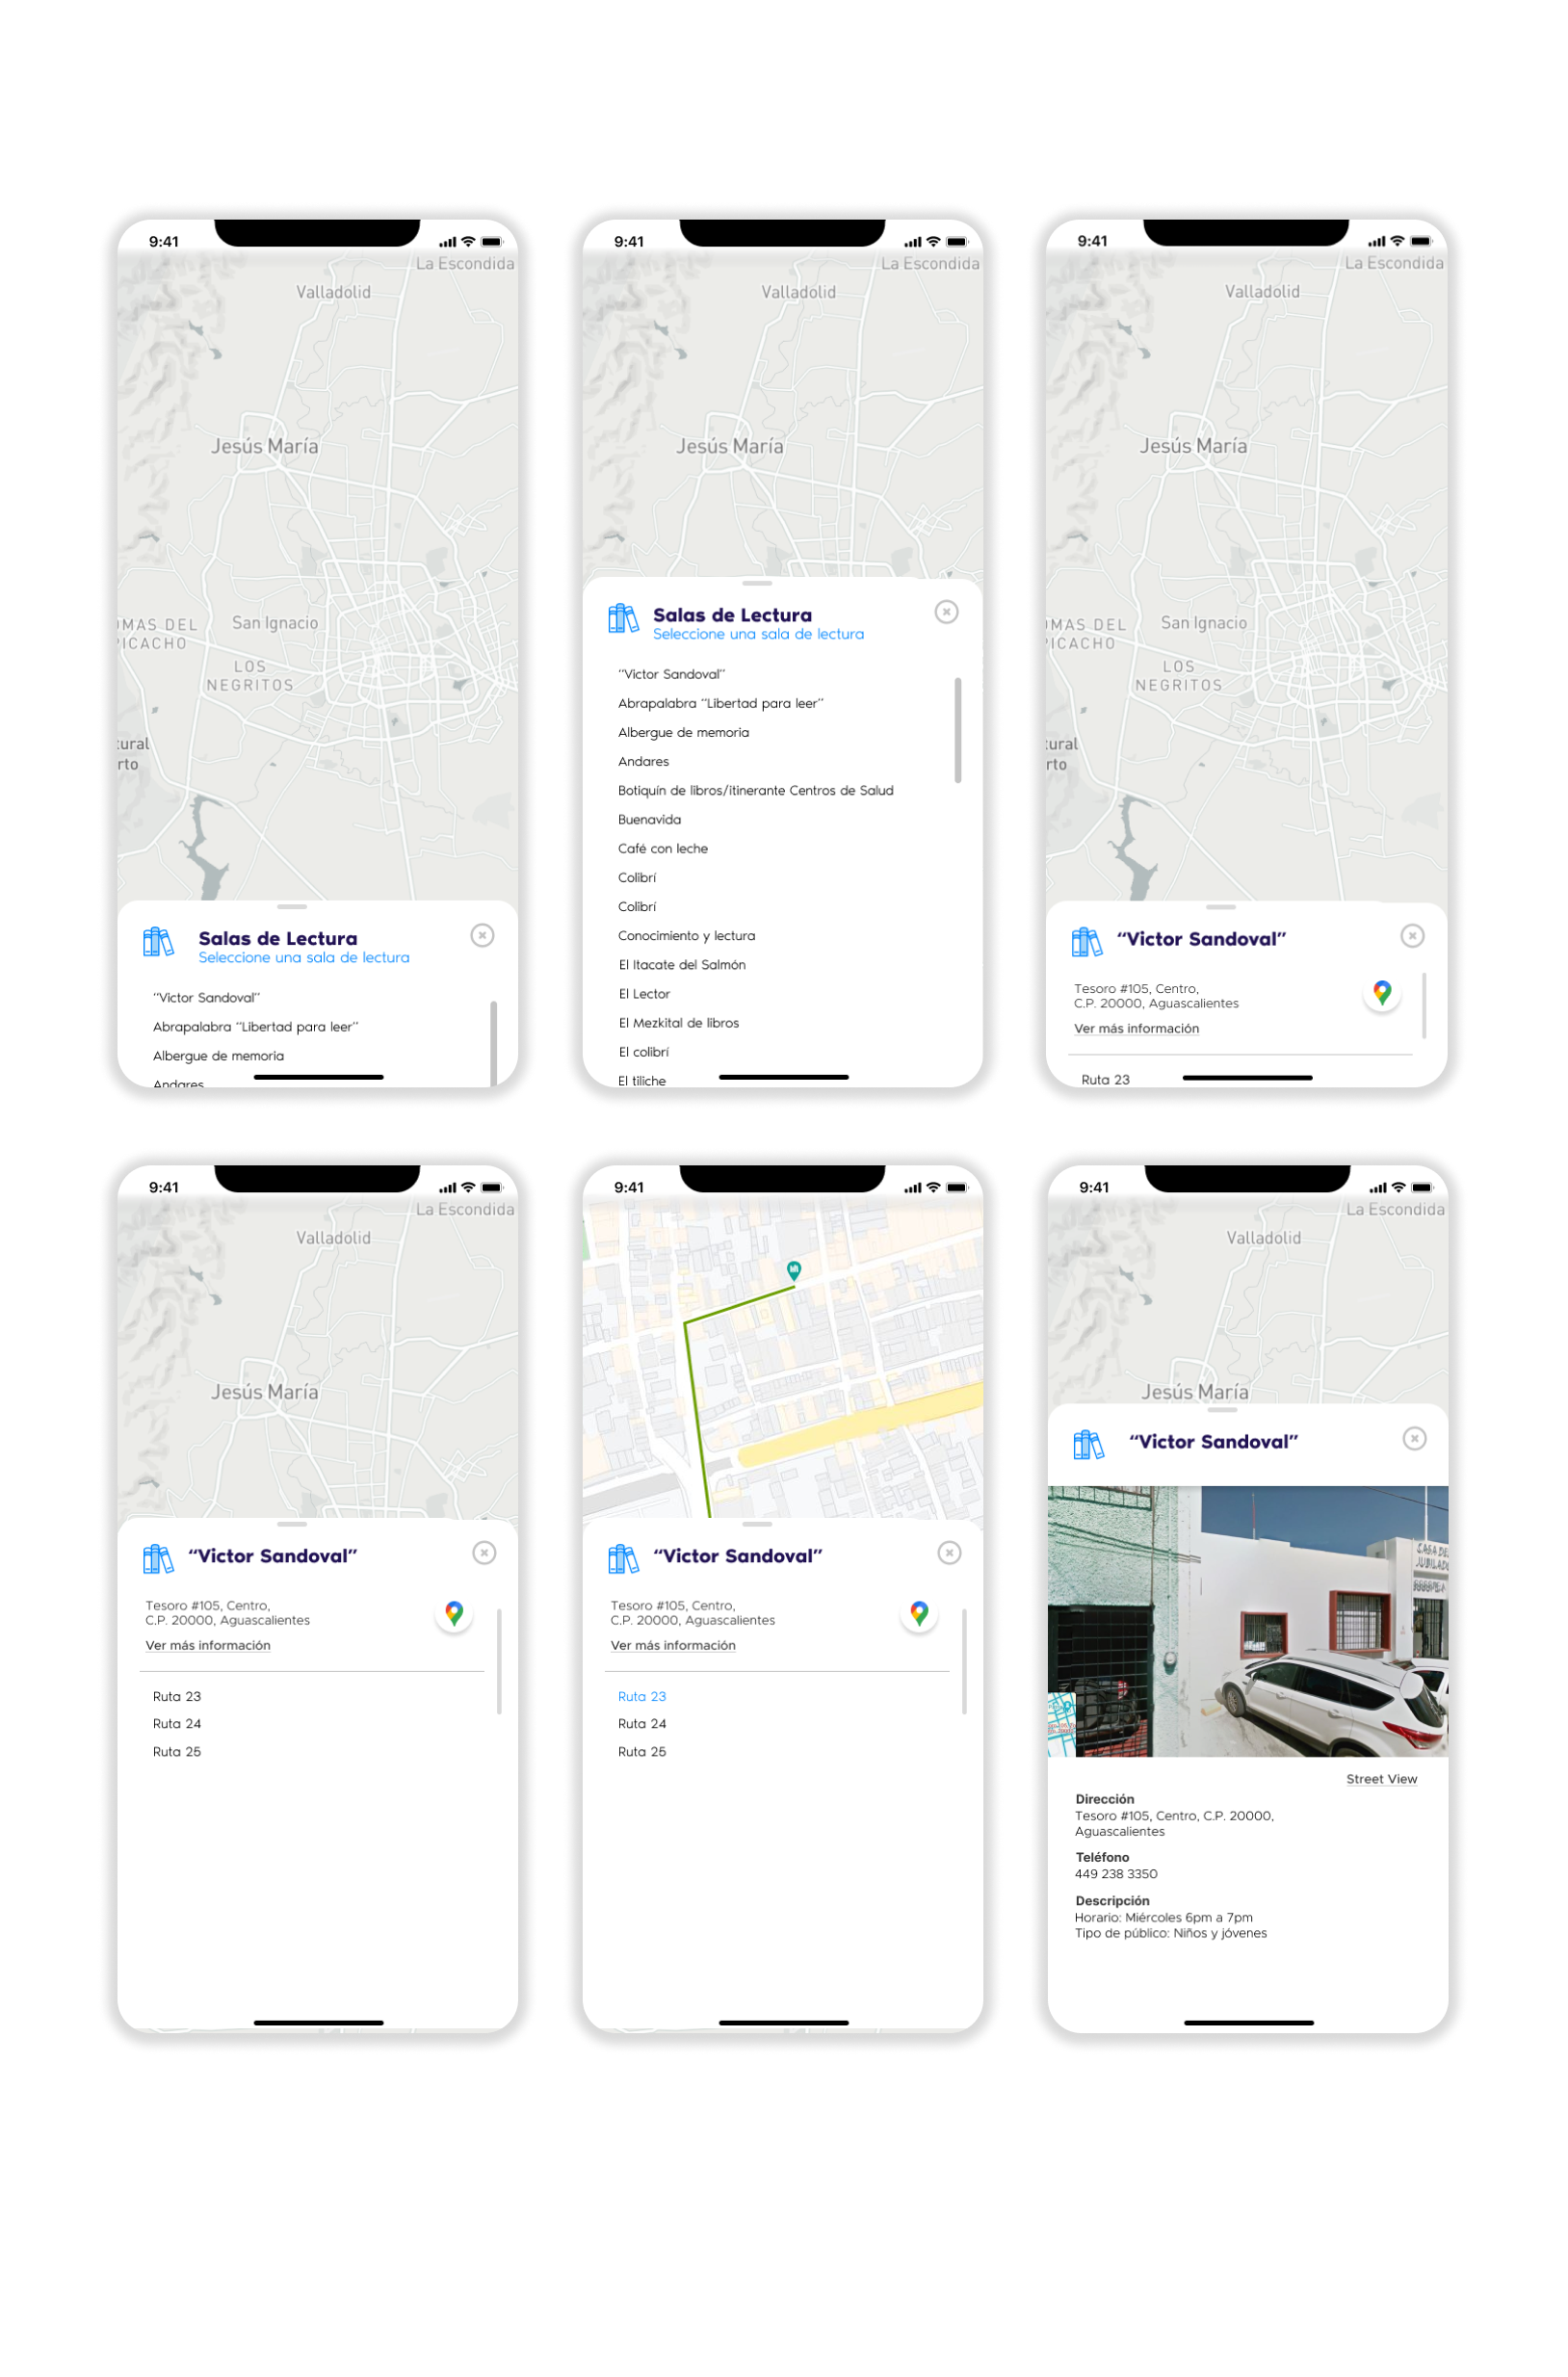 9:41
La Escondida
Valladolid
Jesús María
OMAS DEL
PICACHO
San Ignacio
LOS
NEGRITOS
tural
rto
Salas de Lectura
Seleccione una sala de lectura
“Victor Sandoval”
Abrapalabra “Libertad para leer”
Albergue de memoria
Andares
9:41
La Escondida
Valladolid
Jesús María
Salas de Lectura
Seleccione una sala de lectura
“Victor Sandoval”
Abrapalabra “Libertad para leer”
Albergue de memoria
Andares
Botiquín de libros/itinerante Centros de Salud
Buenavida
Café con leche
Colibrí
Colibrí
Conocimiento y lectura
El Itacate del Salmón
El Lector
El Mezkital de libros
El colibrí
El tiliche
9:41
La Escondida
Valladolid
Jesús María
OMAS DEL
PICACHO
San Ignacio
LOS
NEGRITOS
tural
rto
“Victor Sandoval”
Tesoro #105, Centro,
C.P. 20000, Aguascalientes
Ver más información
Ruta 23
9:41
La Escondida
Valladolid
Jesús María
“Victor Sandoval”
Tesoro #105, Centro,
C.P. 20000, Aguascalientes
Ver más información
Ruta 23
Ruta 24
Ruta 25
9:41
“Victor Sandoval”
Tesoro #105, Centro,
C.P. 20000, Aguascalientes
Ver más información
Ruta 23
Ruta 24
Ruta 25
9:41
La Escondida
Valladolid
Jesús María
“Victor Sandoval”
CASA DE
JUBILAD
Street View
Dirección
Tesoro #105, Centro, C.P. 20000,
Aguascalientes
Teléfono
449 238 3350
Descripción
Horario: Miércoles 6pm a 7pm
Tipo de público: Niños y jóvenes